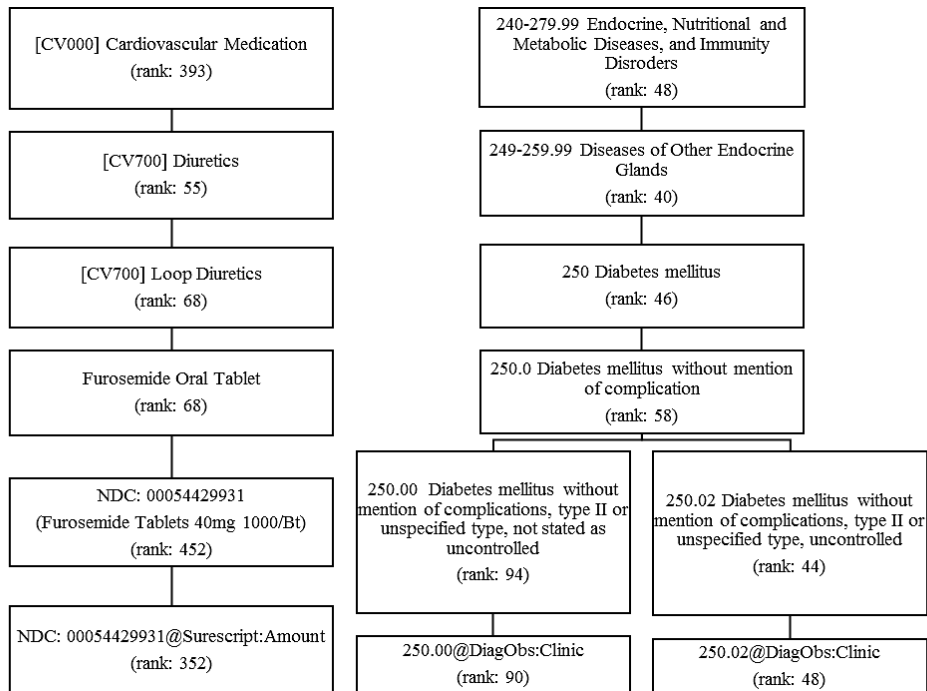 [CV000] Cardiovascular Medication
(rank: 393)
[CV700] Diuretics
(rank: 55)
[CV700] Loop Diuretics
(rank: 68)
Furosemide Oral Tablet
(rank: 68)
NDC: 00054429931
(Furosemide Tablets 40mg 1000/Bt)
(rank: 452)
NDC: 00054429931@Surescript:Amount
(rank: 352)
240-279.99 Endocrine, Nutritional and
Metabolic Diseases, and Immunity
Disroders
(rank: 48)
249-259.99 Diseases of Other Endocrine
Glands
(rank: 40)
250 Diabetes mellitus
(rank: 46)
250.0 Diabetes mellitus without mention
of complication
(rank: 58)
250.00 Diabetes mellitus without
mention of complications, type II or
unspecified type, not stated as
uncontrolled
(rank: 94)
250.00@DiagObs:Clinic
(rank: 90)
250.02 Diabetes mellitus without
mention of complications, type II or
unspecified type, uncontrolled
(rank: 44)
250.02@DiagObs:Clinic
(rank: 48)